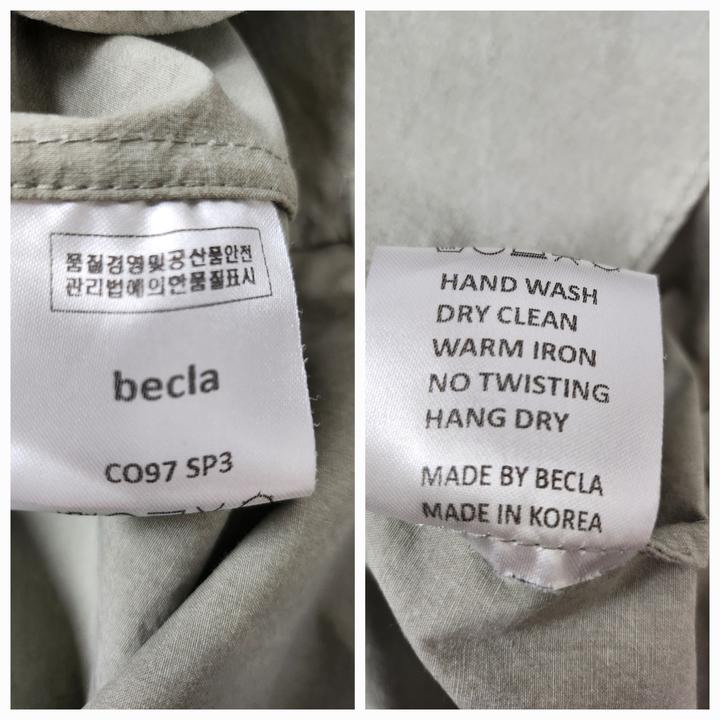 품질경영및공산품안전
관리법에의한품질표시
becla
CO97 SP3
HAND WASH
DRY CLEAN
WARM IRON
NO TWISTING
HANG DRY
MADE BY BECLA
MADE IN KOREA